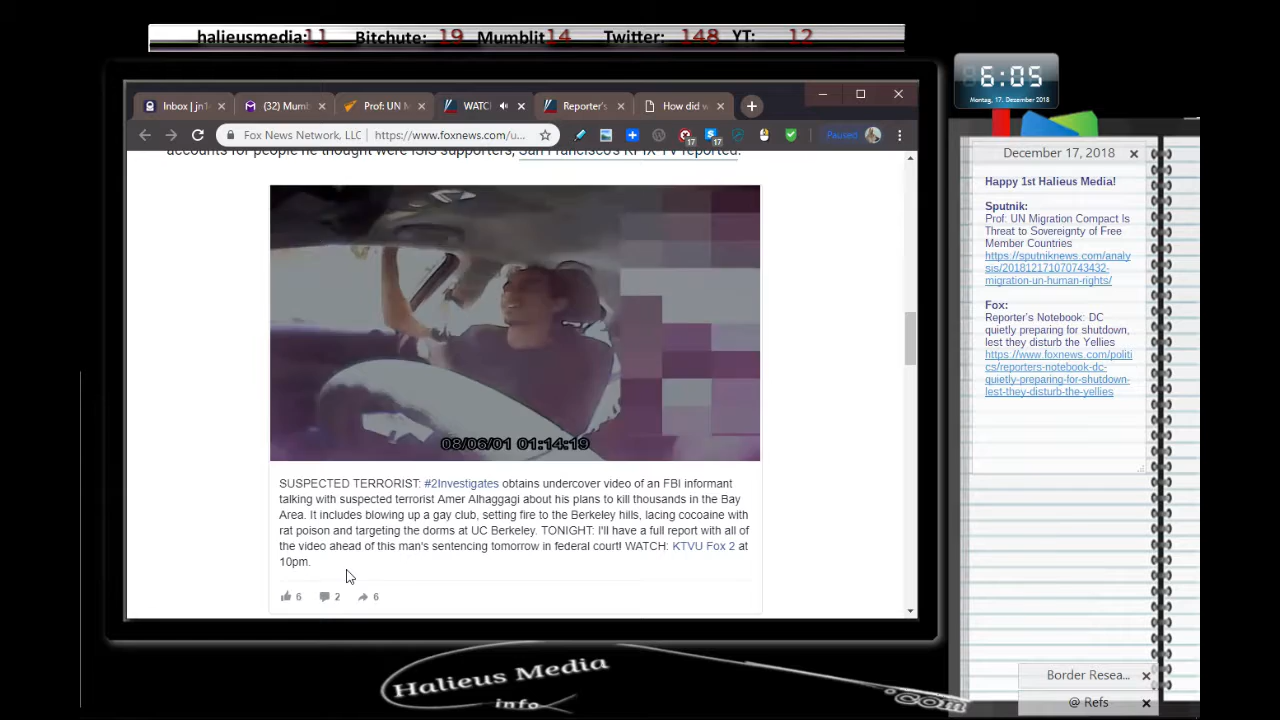 halieusmedia: 11 Bitchute: 19 Mumblit 14 Twitter: 148 YT: 12
6:05
Montag, 17. Dezember 2018
Inbox | jn1 (32) Mumb Prof: UN M WATCH Reporter's How did w
Fox News Network, LLC https://www.foxnews.com/u... Paused
17 17
accounts for people he thought were ISIS supporters, San Francisco's KPIX-TV reported.
08/06/01 01:14:19
SUSPECTED TERRORIST: #2Investigates obtains undercover video of an FBI informant
talking with suspected terrorist Amer Alhaggagi about his plans to kill thousands in the Bay
Area. It includes blowing up a gay club, setting fire to the Berkeley hills, lacing cocoaine with
rat poison and targeting the dorms at UC Berkeley. TONIGHT: I'll have a full report with all of
the video ahead of this man's sentencing tomorrow in federal court! WATCH: KTVU Fox 2 at
10pm.
6 2 6
December 17, 2018
Happy 1st Halieus Media!
Sputnik:
Prof: UN Migration Compact Is
Threat to Sovereignty of Free
Member Countries
https://sputniknews.com/analy
sis/201812171070743432-
migration-un-human-rights/
Fox:
Reporter's Notebook: DC
quietly preparing for shutdown,
lest they disturb the Yellies
https://www.foxnews.com/politi
cs/reporters-notebook-dc-
quietly-preparing-for-shutdown-
lest-they-disturb-the-yellies
Border Resea...
@ Refs
Halieus Media
info
.com